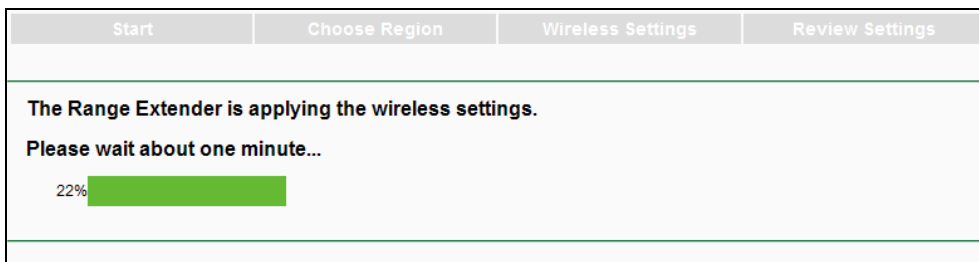 Start Choose Region Wireless Settings Review Settings
The Range Extender is applying the wireless settings.
Please wait about one minute...
22%